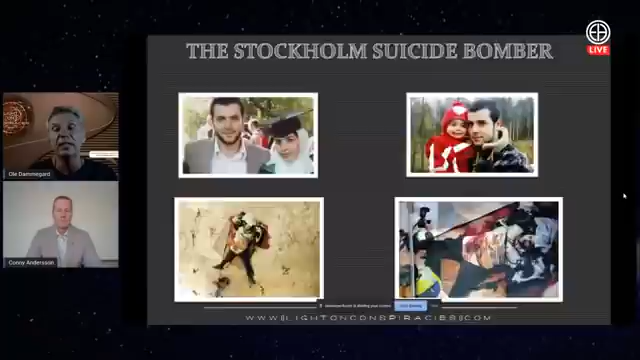 THE STOCKHOLM SUICIDE BOMBER
LIVE
Ole Dammegard
Conny Andersson
WWW.LIGHTONCONSPIRACIES.COM